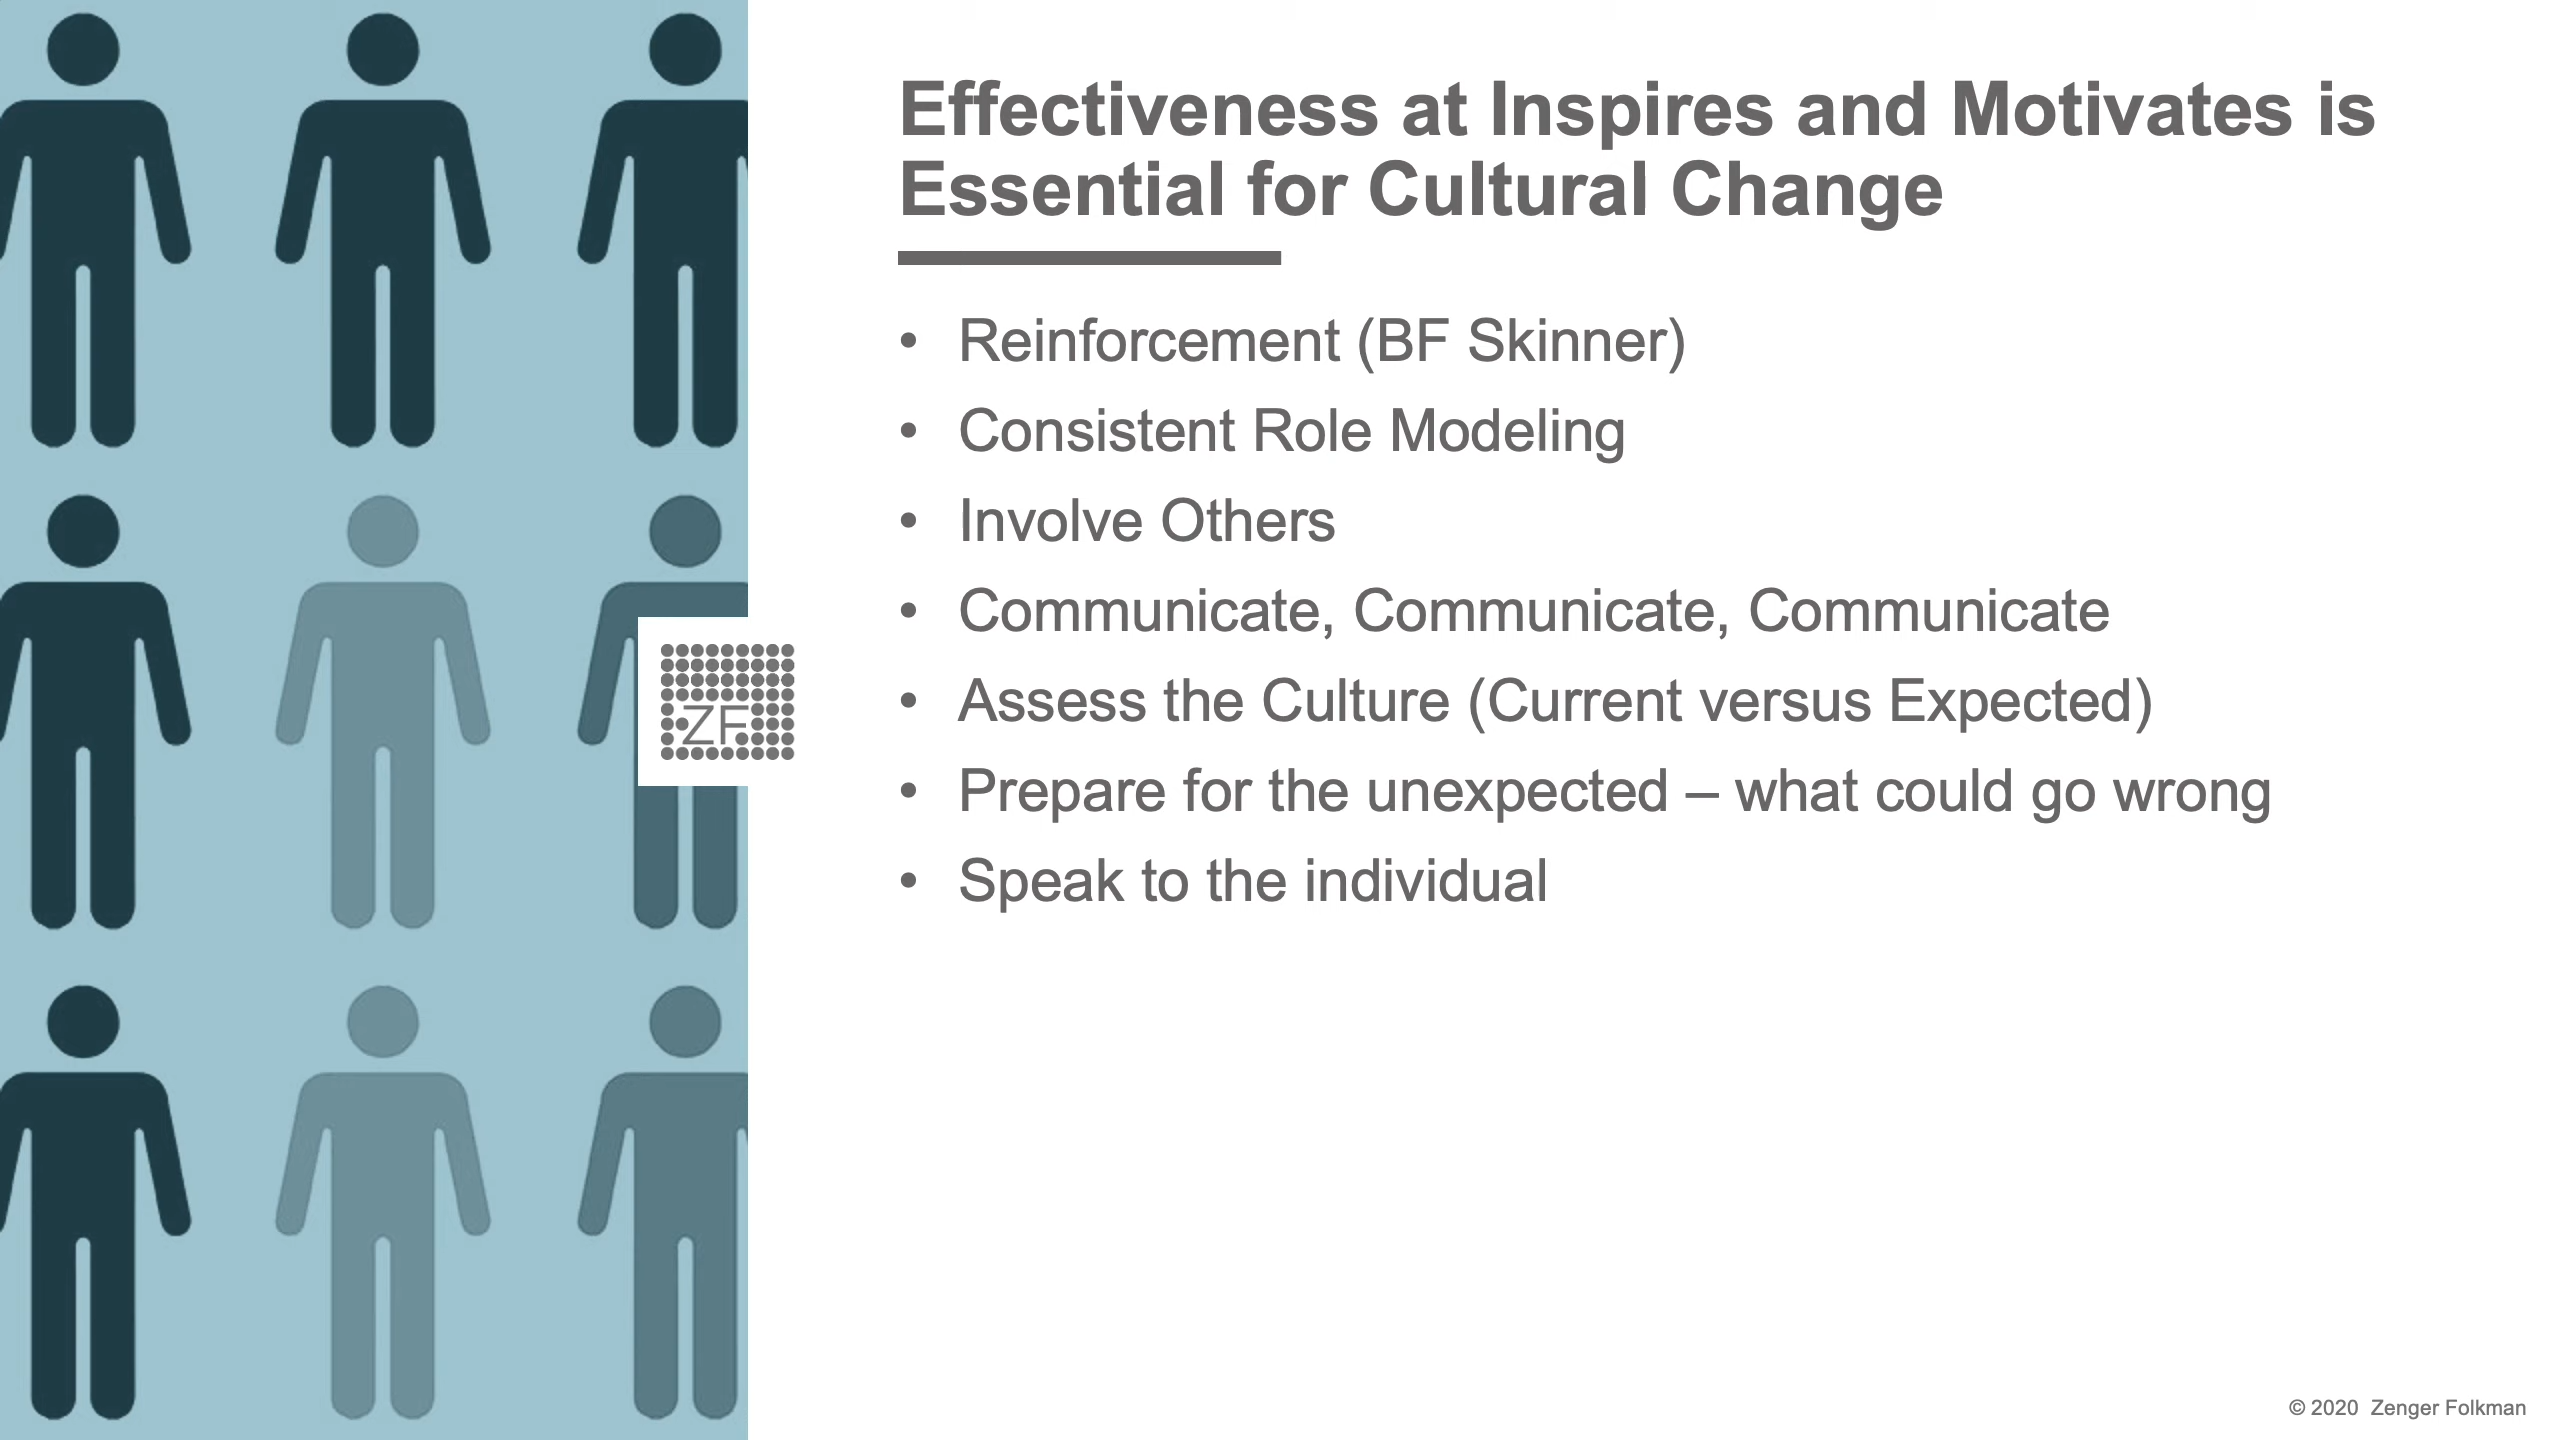 Effectiveness at Inspires and Motivates is
Essential for Cultural Change
• Reinforcement (BF Skinner)
• Consistent Role Modeling
• Involve Others
• Communicate, Communicate, Communicate
• Assess the Culture (Current versus Expected)
• Prepare for the unexpected – what could go wrong
• Speak to the individual
ZF
© 2020 Zenger Folkman